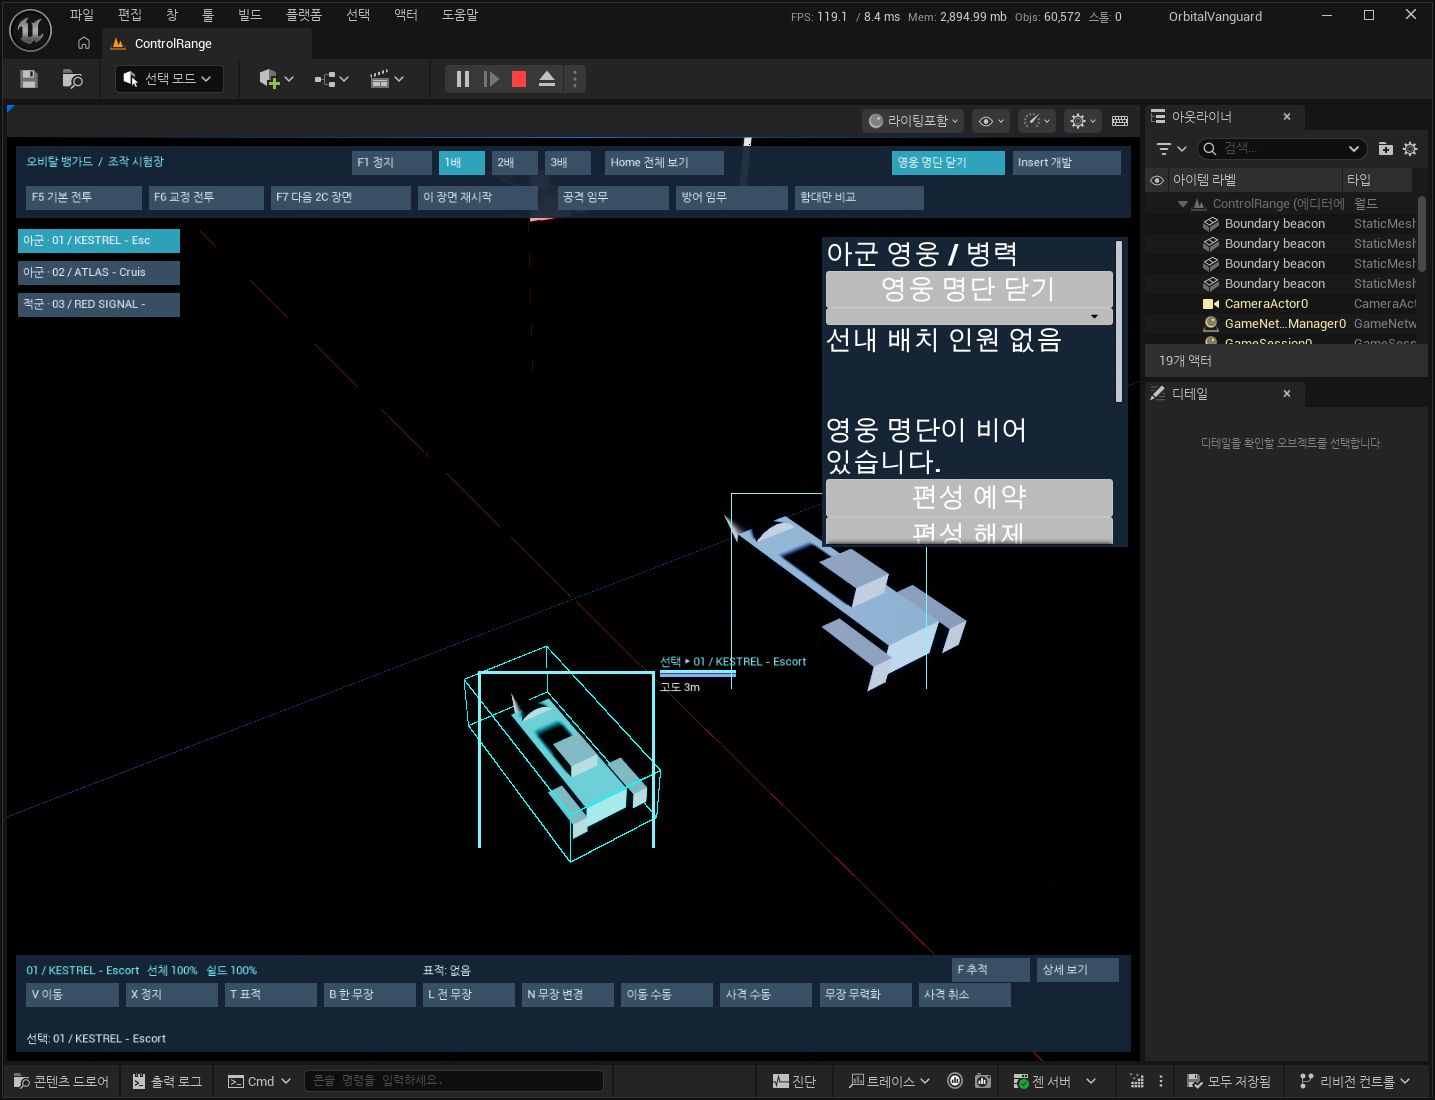 파일 편집 창 툴 빌드 플랫폼 선택 액터 도움말
FPS: 119.1 / 8.4 ms Mem: 2,894.99 mb Objs: 60,572 스톨: 0
OrbitalVanguard
ControlRange
선택 모드
라이팅포함
오비탈 뱅가드 / 조작 시험장
F1 정지
1배
2배
3배
Home 전체 보기
영웅 명단 닫기
Insert 개발
F5 기본 전투
F6 교정 전투
F7 다음 2C 장면
이 장면 재시작
공격 임무
방어 임무
함대만 비교
아군 · 01 / KESTREL - Esc
아군 · 02 / ATLAS - Cruis
적군 · 03 / RED SIGNAL -
아군 영웅 / 병력
영웅 명단 닫기
선내 배치 인원 없음
영웅 명단이 비어
있습니다.
편성 예약
편성 해제
선택 ▸ 01 / KESTREL - Escort
고도 3m
01 / KESTREL - Escort 선체 100% 쉴드 100%
표적: 없음
F 추적
상세 보기
V 이동
X 정지
T 표적
B 한 무장
L 전 무장
N 무장 변경
이동 수동
사격 수동
무장 무력화
사격 취소
선택: 01 / KESTREL - Escort
아웃라이너
검색...
아이템 라벨 타입
ControlRange (에디터에 월드
Boundary beacon StaticMesh
Boundary beacon StaticMesh
Boundary beacon StaticMesh
Boundary beacon StaticMesh
CameraActor0 CameraAct
GameNet...Manager0 GameNetw
GameSession0 GameSess
19개 액터
디테일
디테일을 확인할 오브젝트를 선택합니다.
콘텐츠 드로어
출력 로그
Cmd
콘솔 명령을 입력하세요.
진단
트레이스
젠 서버
모두 저장됨
리비전 컨트롤